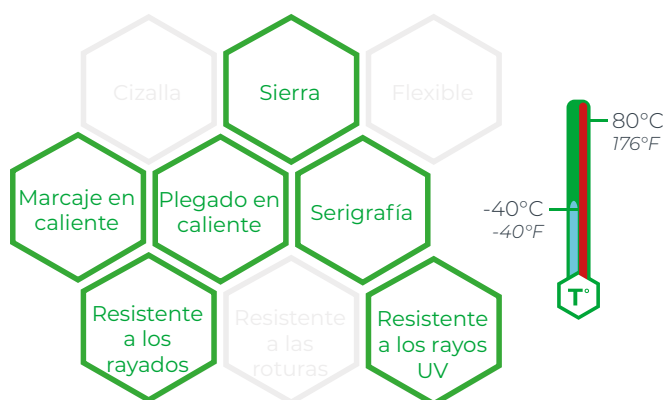 Cizalla
Sierra
Flexible
Marcaje en
caliente
Plegado en
caliente
Serigrafía
Resistente
a los
rayados
Resistente
a las
roturas
Resistente
a los rayos
UV
80°C
176°F
-40°C
-40°F
T°